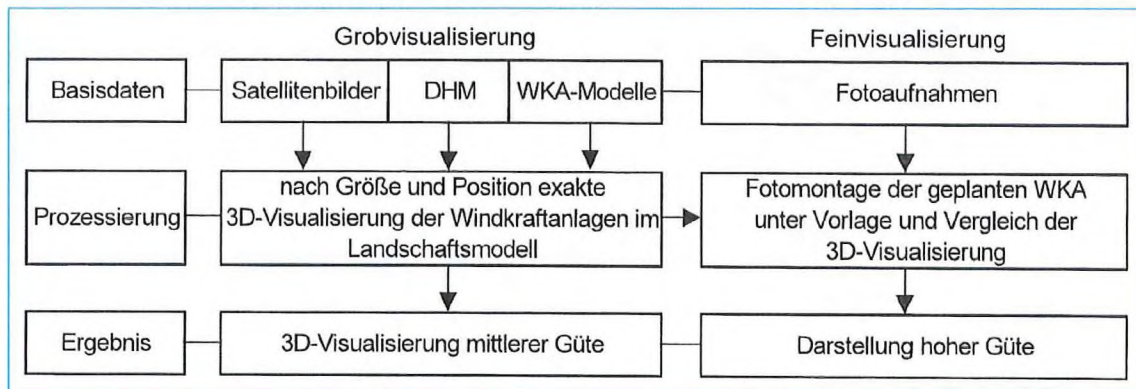 Grobvisualisierung
Feinvisualisierung
Basisdaten
Satellitenbilder
DHM
WKA-Modelle
Fotoaufnahmen
Prozessierung
nach Größe und Position exakte
3D-Visualisierung der Windkraftanlagen im
Landschaftsmodell
Fotomontage der geplanten WKA
unter Vorlage und Vergleich der
3D-Visualisierung
Ergebnis
3D-Visualisierung mittlerer Güte
Darstellung hoher Güte